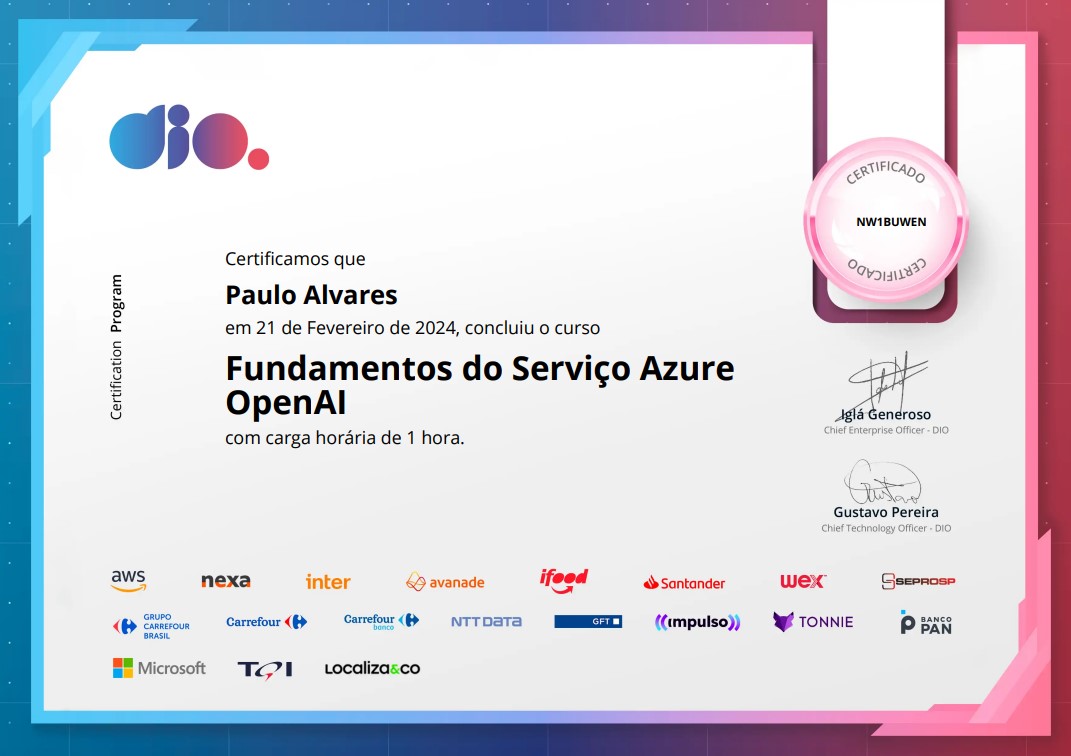 dio.
CERTIFICADO
NW1BUWEN
CERTIFICADO
Certification Program
Certificamos que
Paulo Alvares
em 21 de Fevereiro de 2024, concluiu o curso
Fundamentos do Serviço Azure
OpenAI
com carga horária de 1 hora.
Iglá Generoso
Chief Enterprise Officer - DIO
Gustavo Pereira
Chief Technology Officer - DIO
aws nexa inter avanade ifood Santander wex SEPROSP
GRUPO
CARREFOUR
BRASIL
Carrefour Carrefour
banco
NTT DATA GFT ((ımpulso)) TONNIE BANCO
PAN
Microsoft TQI Localiza&CO